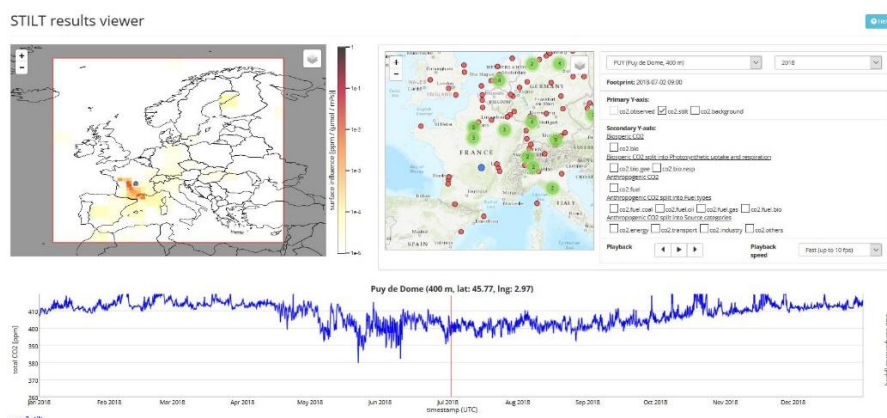 STILT results viewer
Hel
+
−
1
1e-1
1e-2
1e-3
1e-4
1e-5
surface influence [ppm / (μmol / m²s)]
+
−
GERMANY
FRANCE
ITALY
SPAIN
PUY (Puy de Dome, 400 m)
2018
Footprint: 2018-07-02 09:00
Primary Y-axis:
co2.observed co2.stilt co2.background
Secondary Y-axis:
Biospheric CO2
co2.bio
Biospheric CO2 split into Photosynthetic uptake and respiration
co2.bio.gee co2.bio.resp
Anthropogenic CO2
co2.fuel
Anthropogenic CO2 split into Fuel types
co2.fuel.coal co2.fuel.oil co2.fuel.gas co2.fuel.bio
Anthropogenic CO2 split into Source categories
co2.energy co2.transport co2.industry co2.others
Playback
Playback speed
Fast (up to 10 fps)
Puy de Dome (400 m, lat: 45.77, lng: 2.97)
total CO2 [ppm]
410
400
390
380
370
360
Jan 2018 Feb 2018 Mar 2018 Apr 2018 May 2018 Jun 2018 Jul 2018 Aug 2018 Sep 2018 Oct 2018 Nov 2018 Dec 2018
timestamp (UTC)